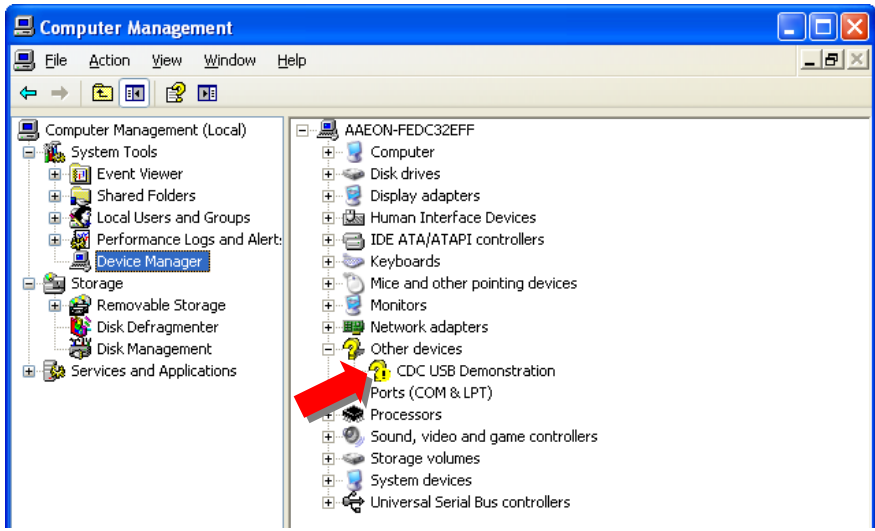 Computer Management
File Action View Window Help
Computer Management (Local)
System Tools
Event Viewer
Shared Folders
Local Users and Groups
Performance Logs and Alert:
Device Manager
Storage
Removable Storage
Disk Defragmenter
Disk Management
Services and Applications
AAEON-FEDC32EFF
Computer
Disk drives
Display adapters
Human Interface Devices
IDE ATA/ATAPI controllers
Keyboards
Mice and other pointing devices
Monitors
Network adapters
Other devices
CDC USB Demonstration
Ports (COM & LPT)
Processors
Sound, video and game controllers
Storage volumes
System devices
Universal Serial Bus controllers